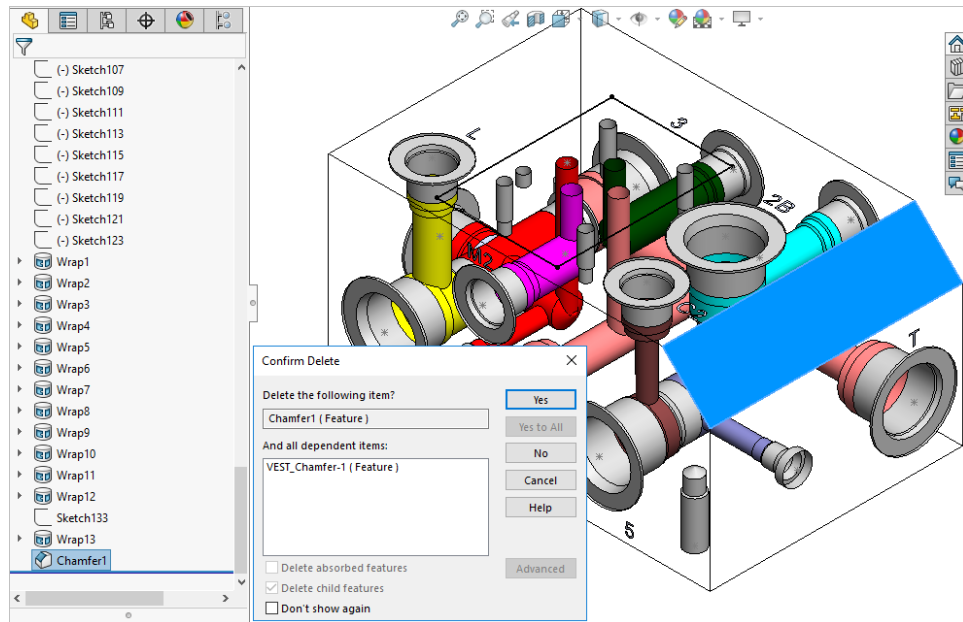 (-) Sketch107
(-) Sketch109
(-) Sketch111
(-) Sketch113
(-) Sketch115
(-) Sketch117
(-) Sketch119
(-) Sketch121
(-) Sketch123
Wrap1
Wrap2
Wrap3
Wrap4
Wrap5
Wrap6
Wrap7
Wrap8
Wrap9
Wrap10
Wrap11
Wrap12
Sketch133
Wrap13
Chamfer1
L
3
2B
M2
C2
T
5
Confirm Delete
Delete the following item?
Chamfer1 ( Feature )
And all dependent items:
VEST_Chamfer-1 ( Feature )
Delete absorbed features
Delete child features
Don't show again
Yes
Yes to All
No
Cancel
Help
Advanced